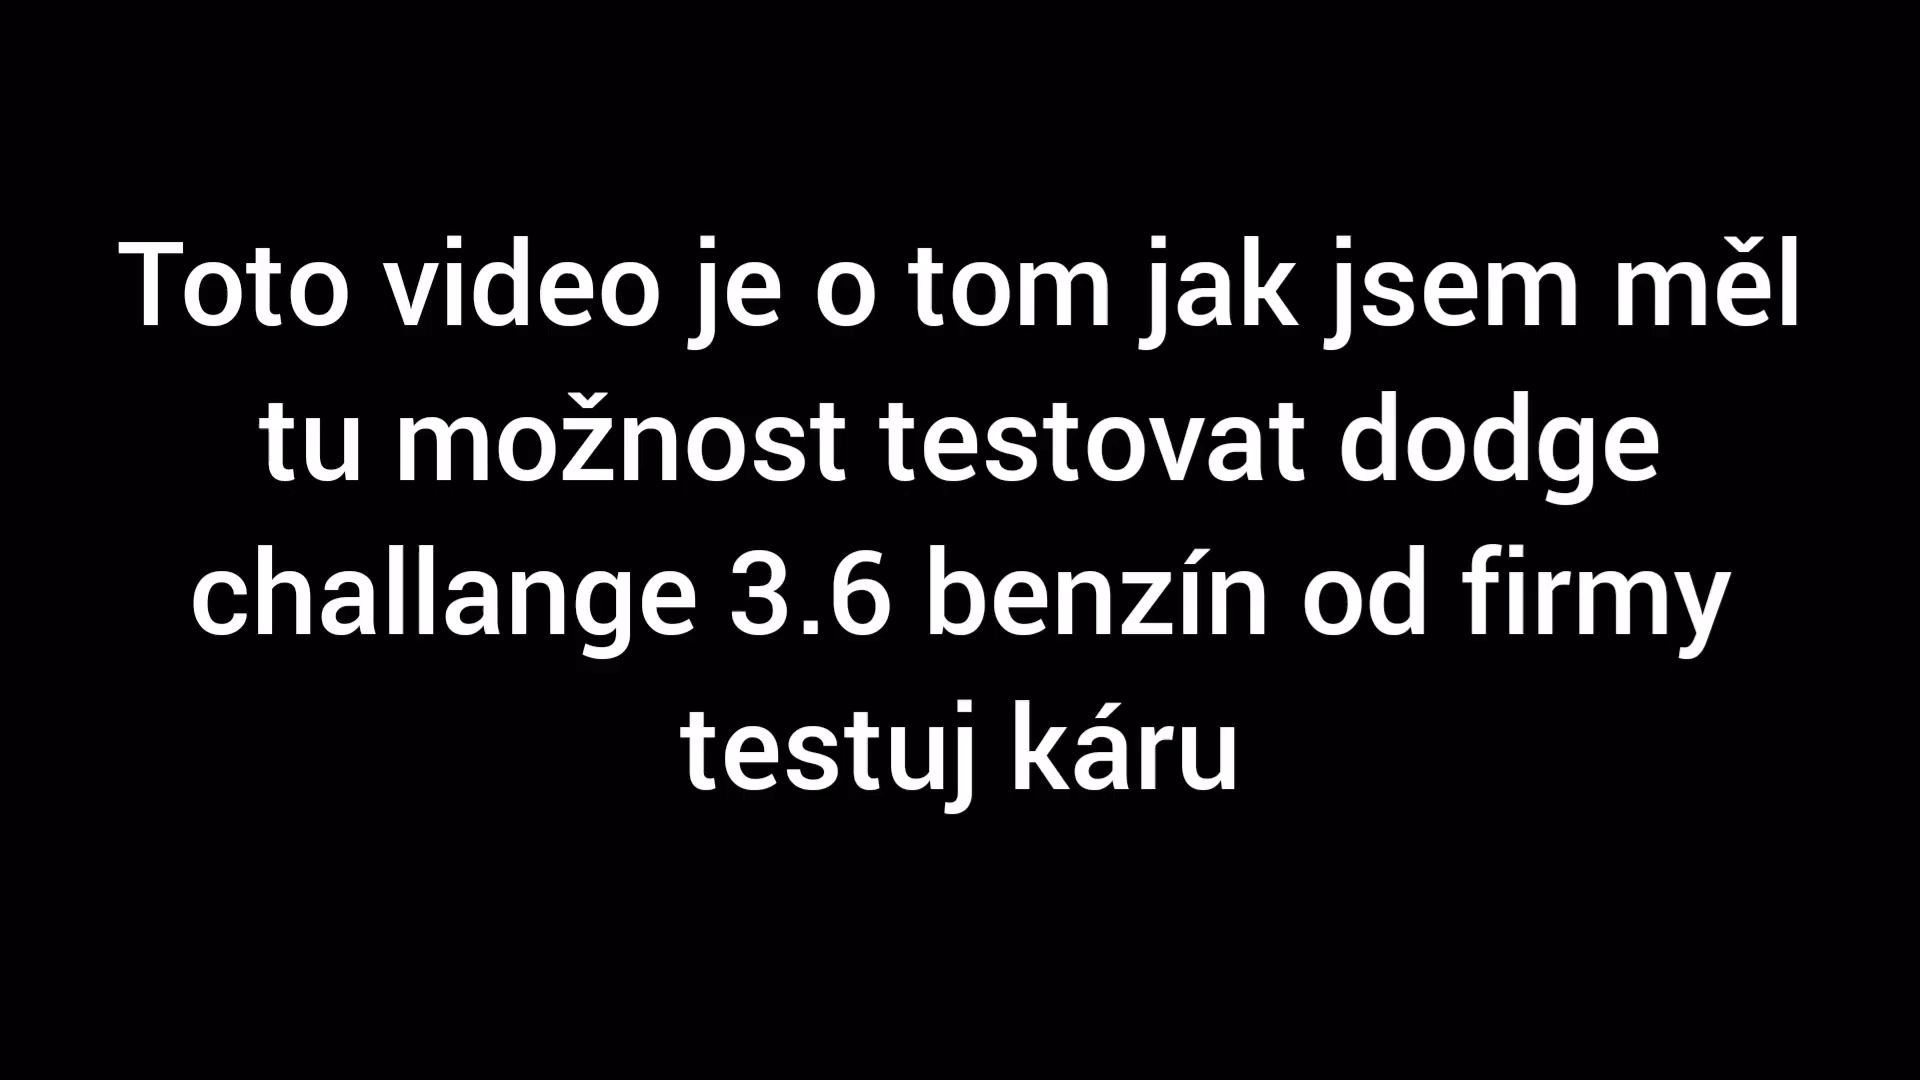 Toto video je o tom jak jsem měl
tu možnost testovat dodge
challange 3.6 benzín od firmy
testuj káru